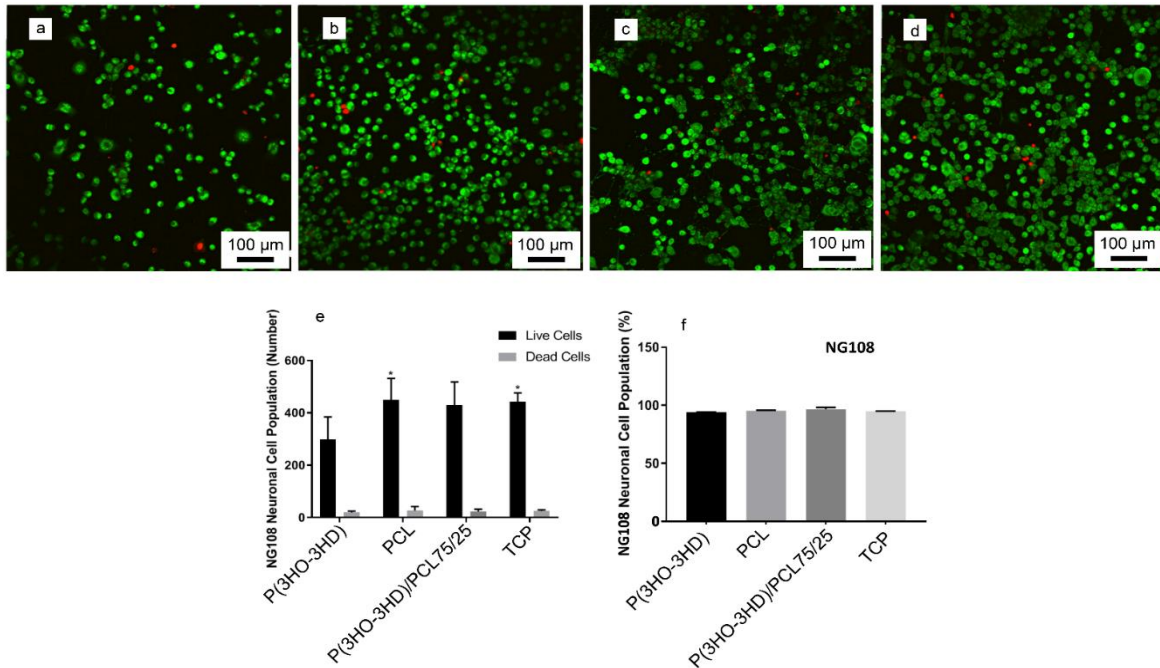 a
b
c
d
100 µm
100 µm
100 µm
100 µm
e
Live Cells
Dead Cells
NG108 Neuronal Cell Population (Number)
600
400
200
0
*
*
P(3HO-3HD)
PCL
P(3HO-3HD)/PCL75/25
TCP
f
NG108
NG108 Neuronal Cell Population (%)
150
100
50
0
P(3HO-3HD)
PCL
P(3HO-3HD)/PCL75/25
TCP